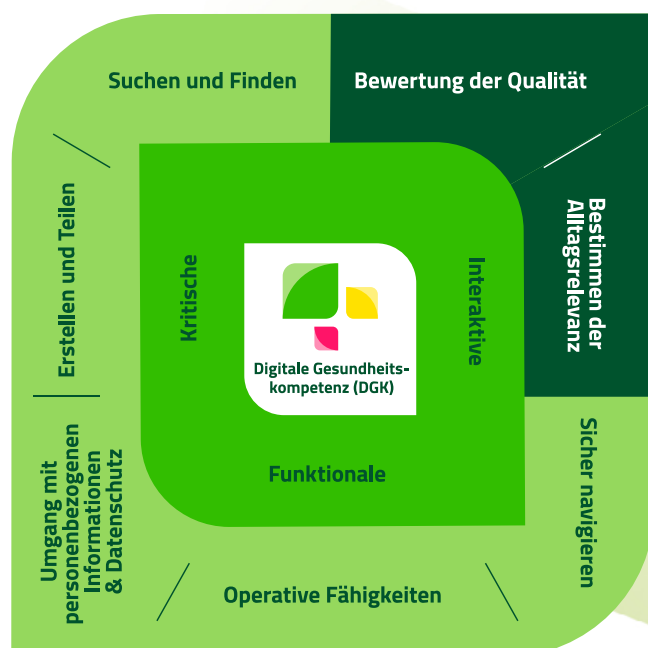 Suchen und Finden
Bewertung der Qualität
Bestimmen der
Alltagsrelevanz
Sicher navigieren
Operative Fähigkeiten
Umgang mit
personenbezogenen
Informationen
& Datenschutz
Erstellen und Teilen
Kritische
Interaktive
Funktionale
Digitale Gesundheits-
kompetenz (DGK)